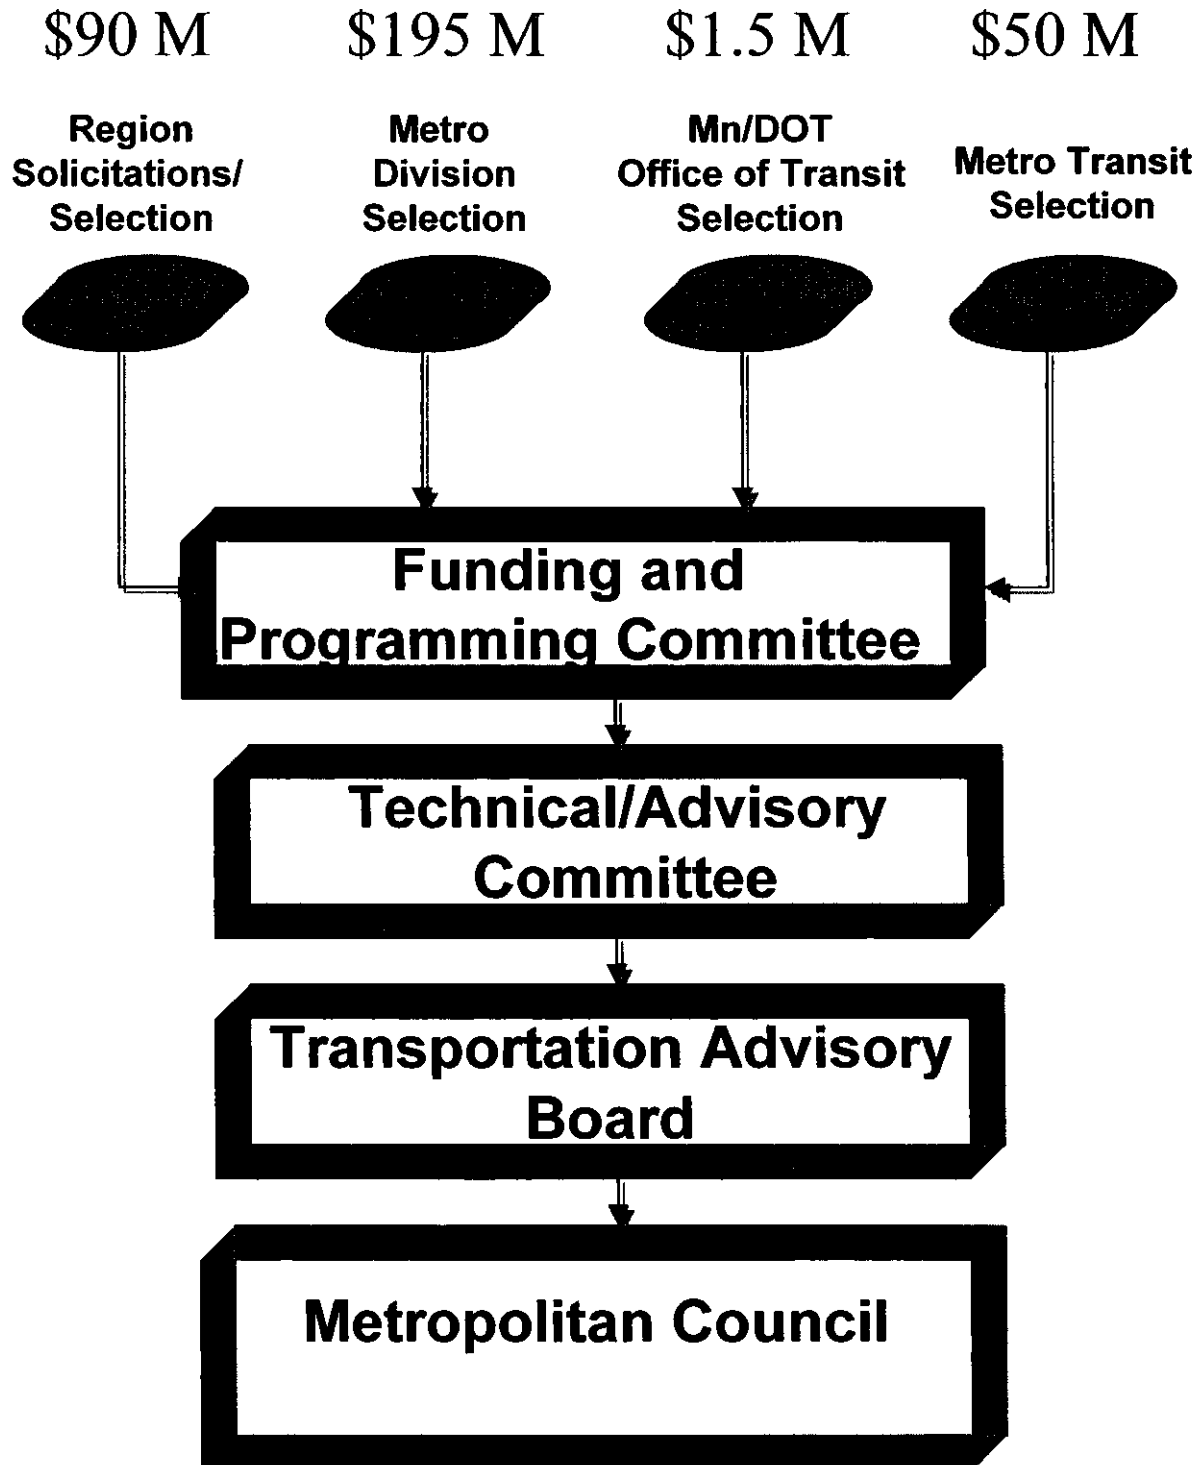 $90 M $195 M $1.5 M $50 M
Region
Solicitations/
Selection
Metro
Division
Selection
Mn/DOT
Office of Transit
Selection
Metro Transit
Selection
Funding and
Programming Committee
Technical/Advisory
Committee
Transportation Advisory
Board
Metropolitan Council